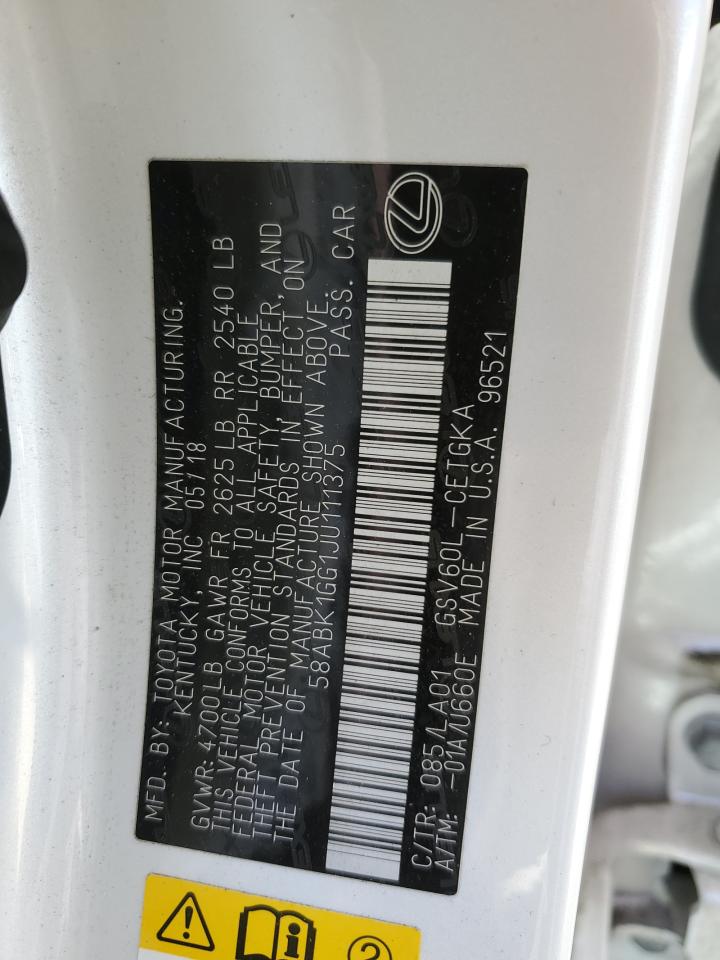 MFD. BY: TOYOTA MOTOR MANUFACTURING,
KENTUCKY, INC 05/18
GVWR: 4700 LB GAWR FR 2625 LB RR 2540 LB
THIS VEHICLE CONFORMS TO ALL APPLICABLE
FEDERAL MOTOR VEHICLE SAFETY, BUMPER, AND
THEFT PREVENTION STANDARDS IN EFFECT ON
THE DATE OF MANUFACTURE SHOWN ABOVE.
58ABK1GG1JU111375 PASS. CAR
C/TR: 085/LA01 GSV60L-CETGKA
A/TM: -01A/U660E MADE IN U.S.A. 96521